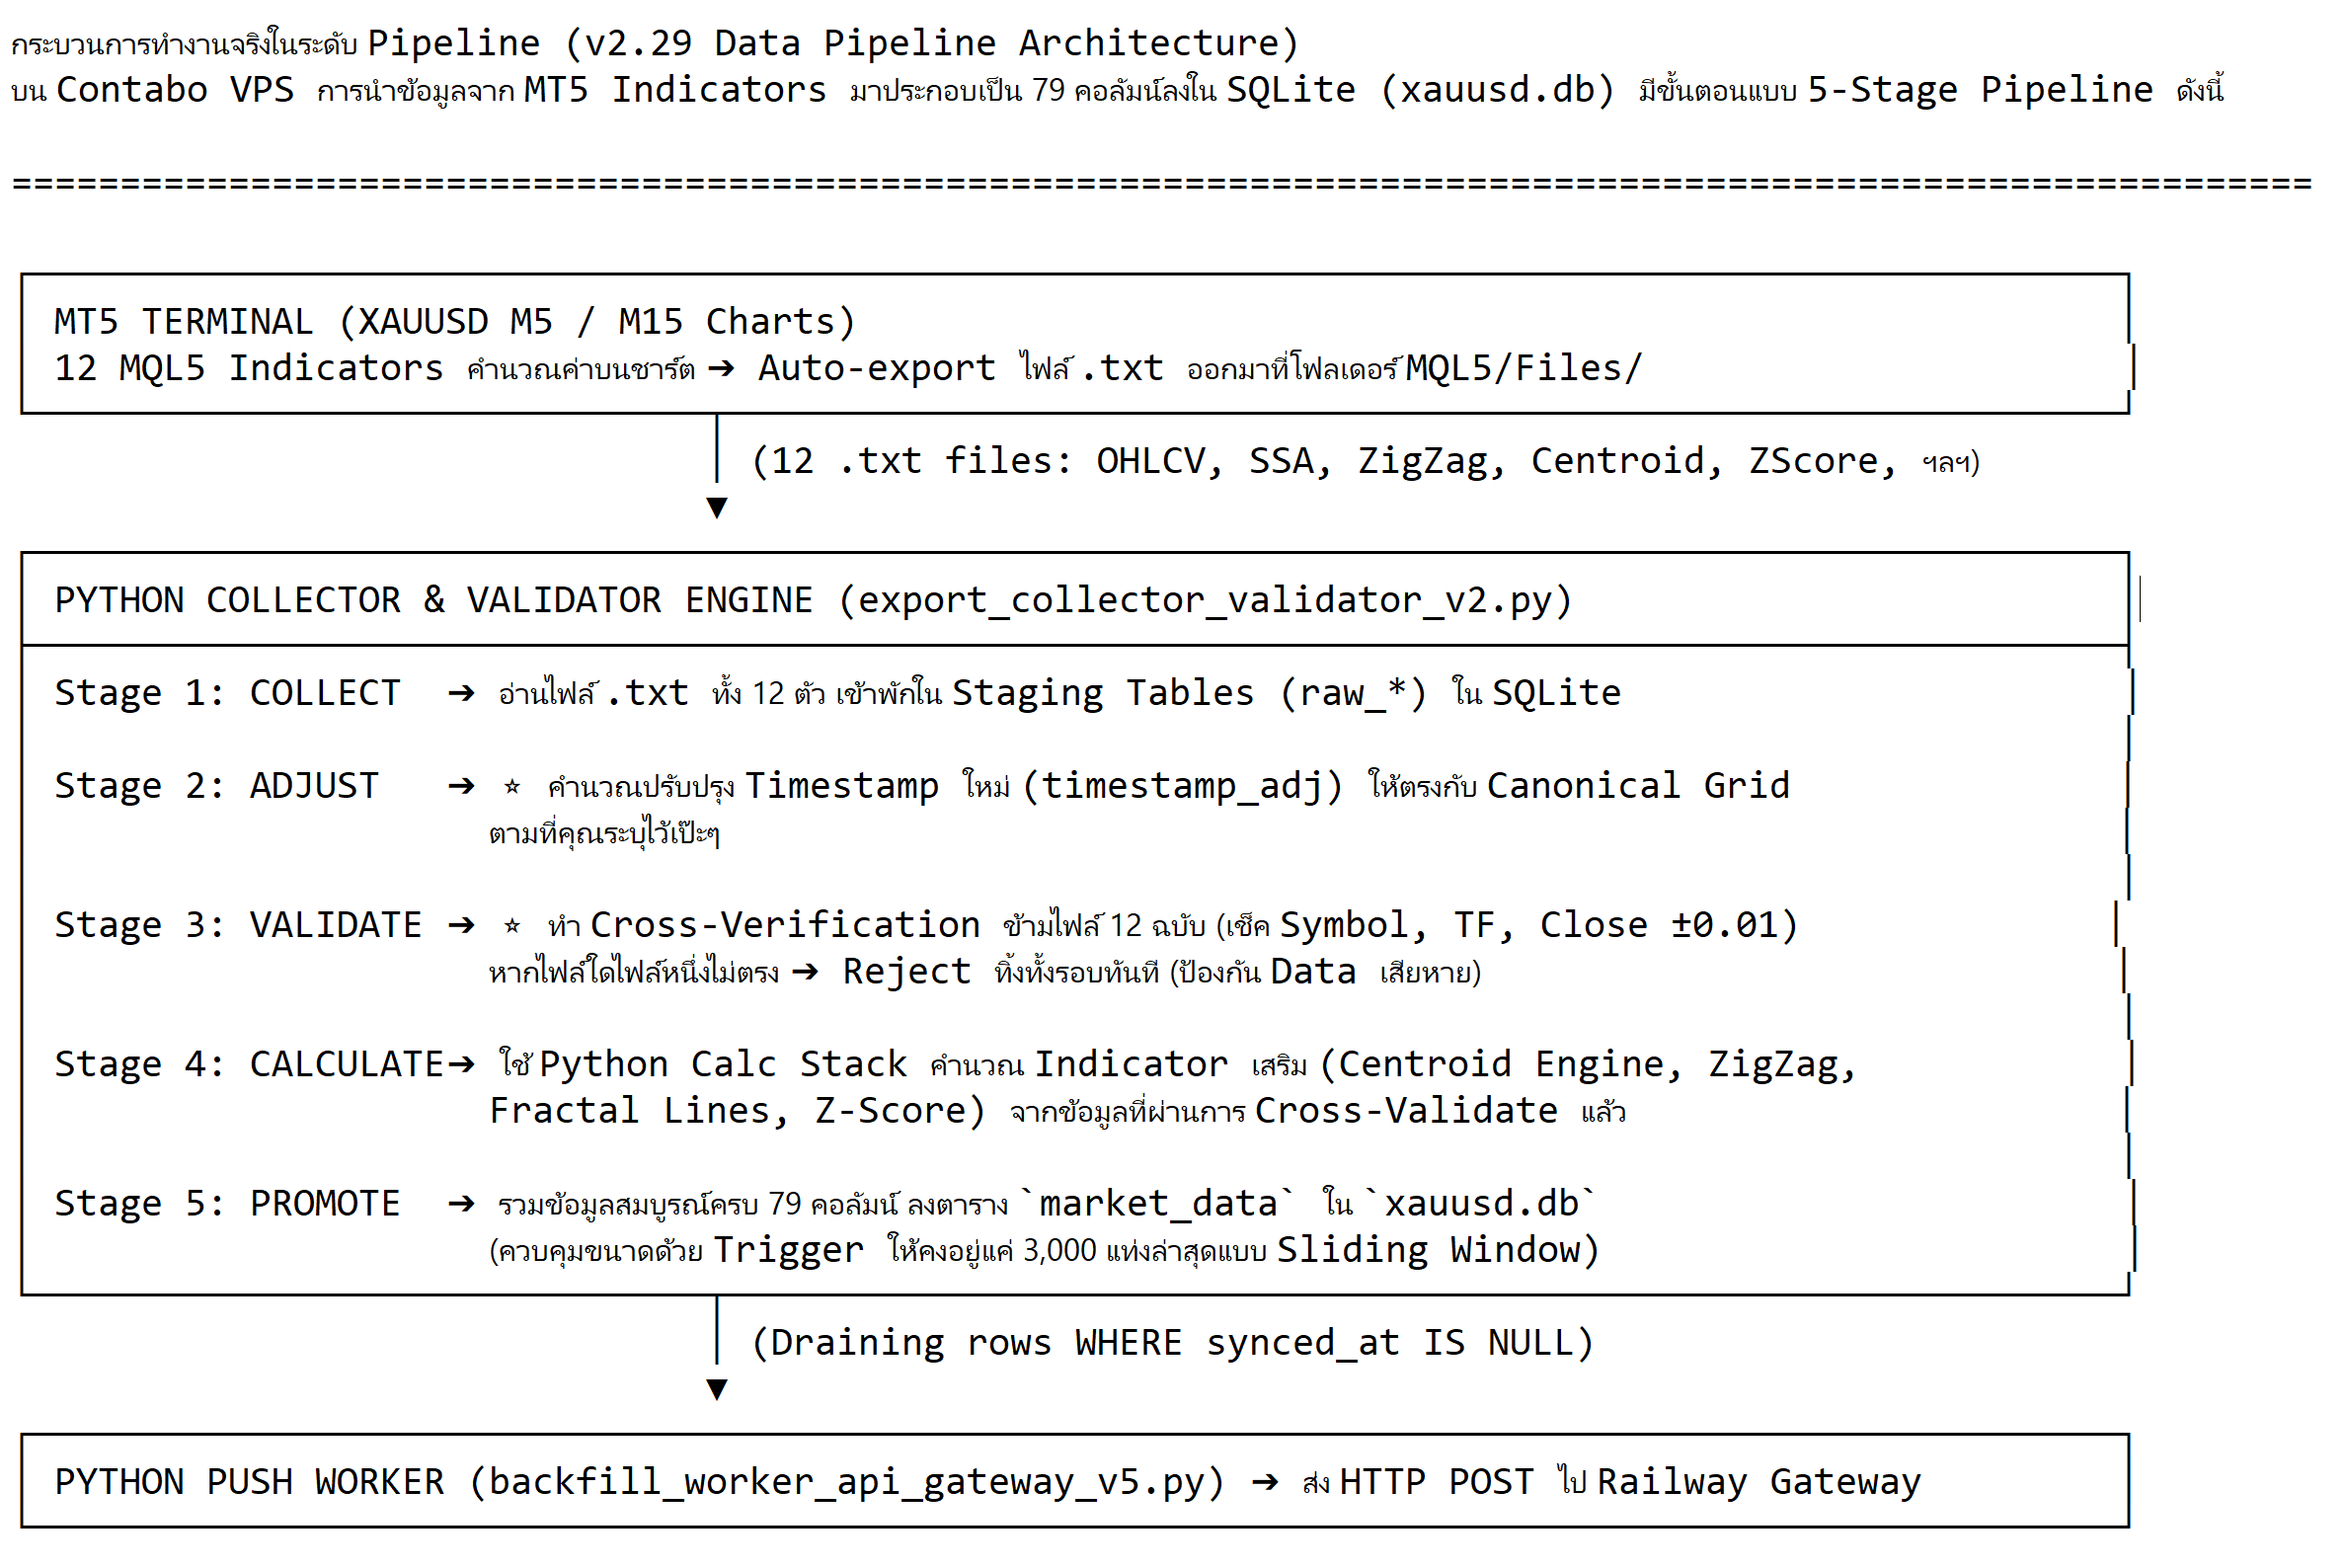 กระบวนการทำงานจริงในระดับ Pipeline (v2.29 Data Pipeline Architecture)
บน Contabo VPS การนำข้อมูลจาก MT5 Indicators มาประกอบเป็น 79 คอลัมน์ลงใน SQLite (xauusd.db) มีขั้นตอนแบบ 5-Stage Pipeline ดังนี้
==========================================================================================================
MT5 TERMINAL (XAUUSD M5 / M15 Charts)
12 MQL5 Indicators คำนวณค่าบนชาร์ต ➔ Auto-export ไฟล์ .txt ออกมาที่โฟลเดอร์ MQL5/Files/
(12 .txt files: OHLCV, SSA, ZigZag, Centroid, ZScore, ฯลฯ)
▼
PYTHON COLLECTOR & VALIDATOR ENGINE (export_collector_validator_v2.py)
Stage 1: COLLECT ➔ อ่านไฟล์ .txt ทั้ง 12 ตัว เข้าพักใน Staging Tables (raw_*) ใน SQLite
Stage 2: ADJUST ➔ ⭐ คำนวณปรับปรุง Timestamp ใหม่ (timestamp_adj) ให้ตรงกับ Canonical Grid
ตามที่คุณระบุไว้เป๊ะๆ
Stage 3: VALIDATE ➔ ⭐ ทำ Cross-Verification ข้ามไฟล์ 12 ฉบับ (เช็ค Symbol, TF, Close ±0.01)
หากไฟล์ใดไฟล์หนึ่งไม่ตรง ➔ Reject ทิ้งทั้งรอบทันที (ป้องกัน Data เสียหาย)
Stage 4: CALCULATE➔ ใช้ Python Calc Stack คำนวณ Indicator เสริม (Centroid Engine, ZigZag,
Fractal Lines, Z-Score) จากข้อมูลที่ผ่านการ Cross-Validate แล้ว
Stage 5: PROMOTE ➔ รวมข้อมูลสมบูรณ์ครบ 79 คอลัมน์ ลงตาราง `market_data` ใน `xauusd.db`
(ควบคุมขนาดด้วย Trigger ให้คงอยู่แค่ 3,000 แท่งล่าสุดแบบ Sliding Window)
(Draining rows WHERE synced_at IS NULL)
▼
PYTHON PUSH WORKER (backfill_worker_api_gateway_v5.py) ➔ ส่ง HTTP POST ไป Railway Gateway